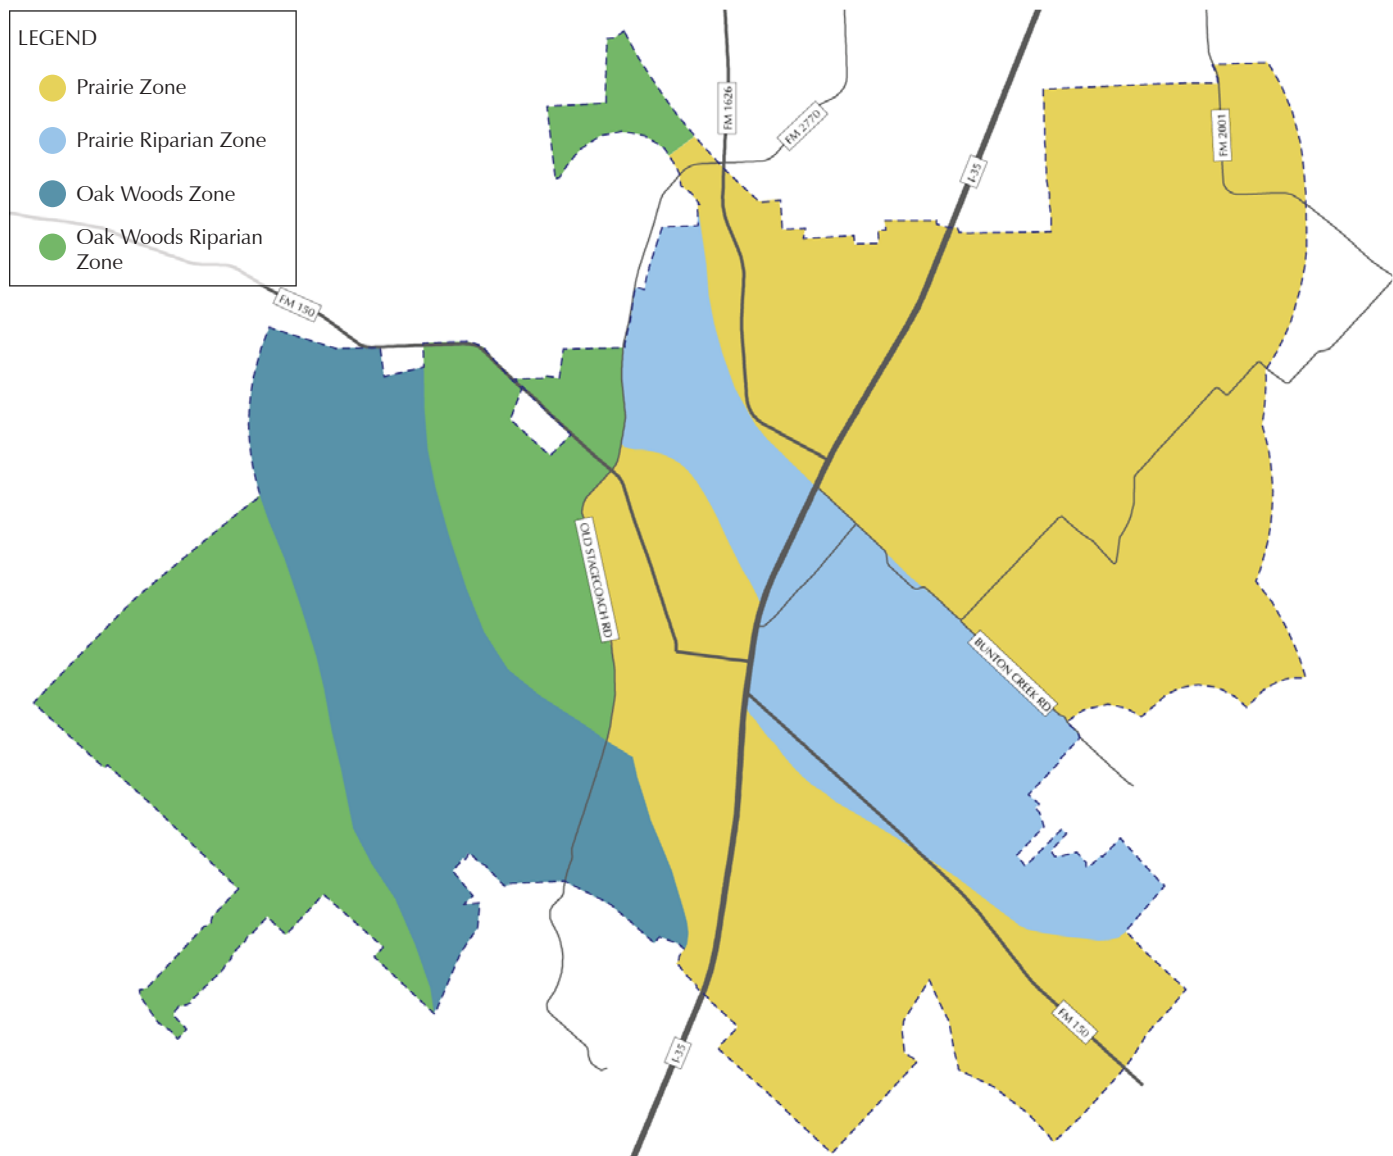 LEGEND
Prairie Zone
Prairie Riparian Zone
Oak Woods Zone
Oak Woods Riparian
Zone
FM 1626
FM 2770
FM 2001
I-35
FM 150
OLD STAGECOACH RD
BUNTON CREEK RD
FM 150
I-35